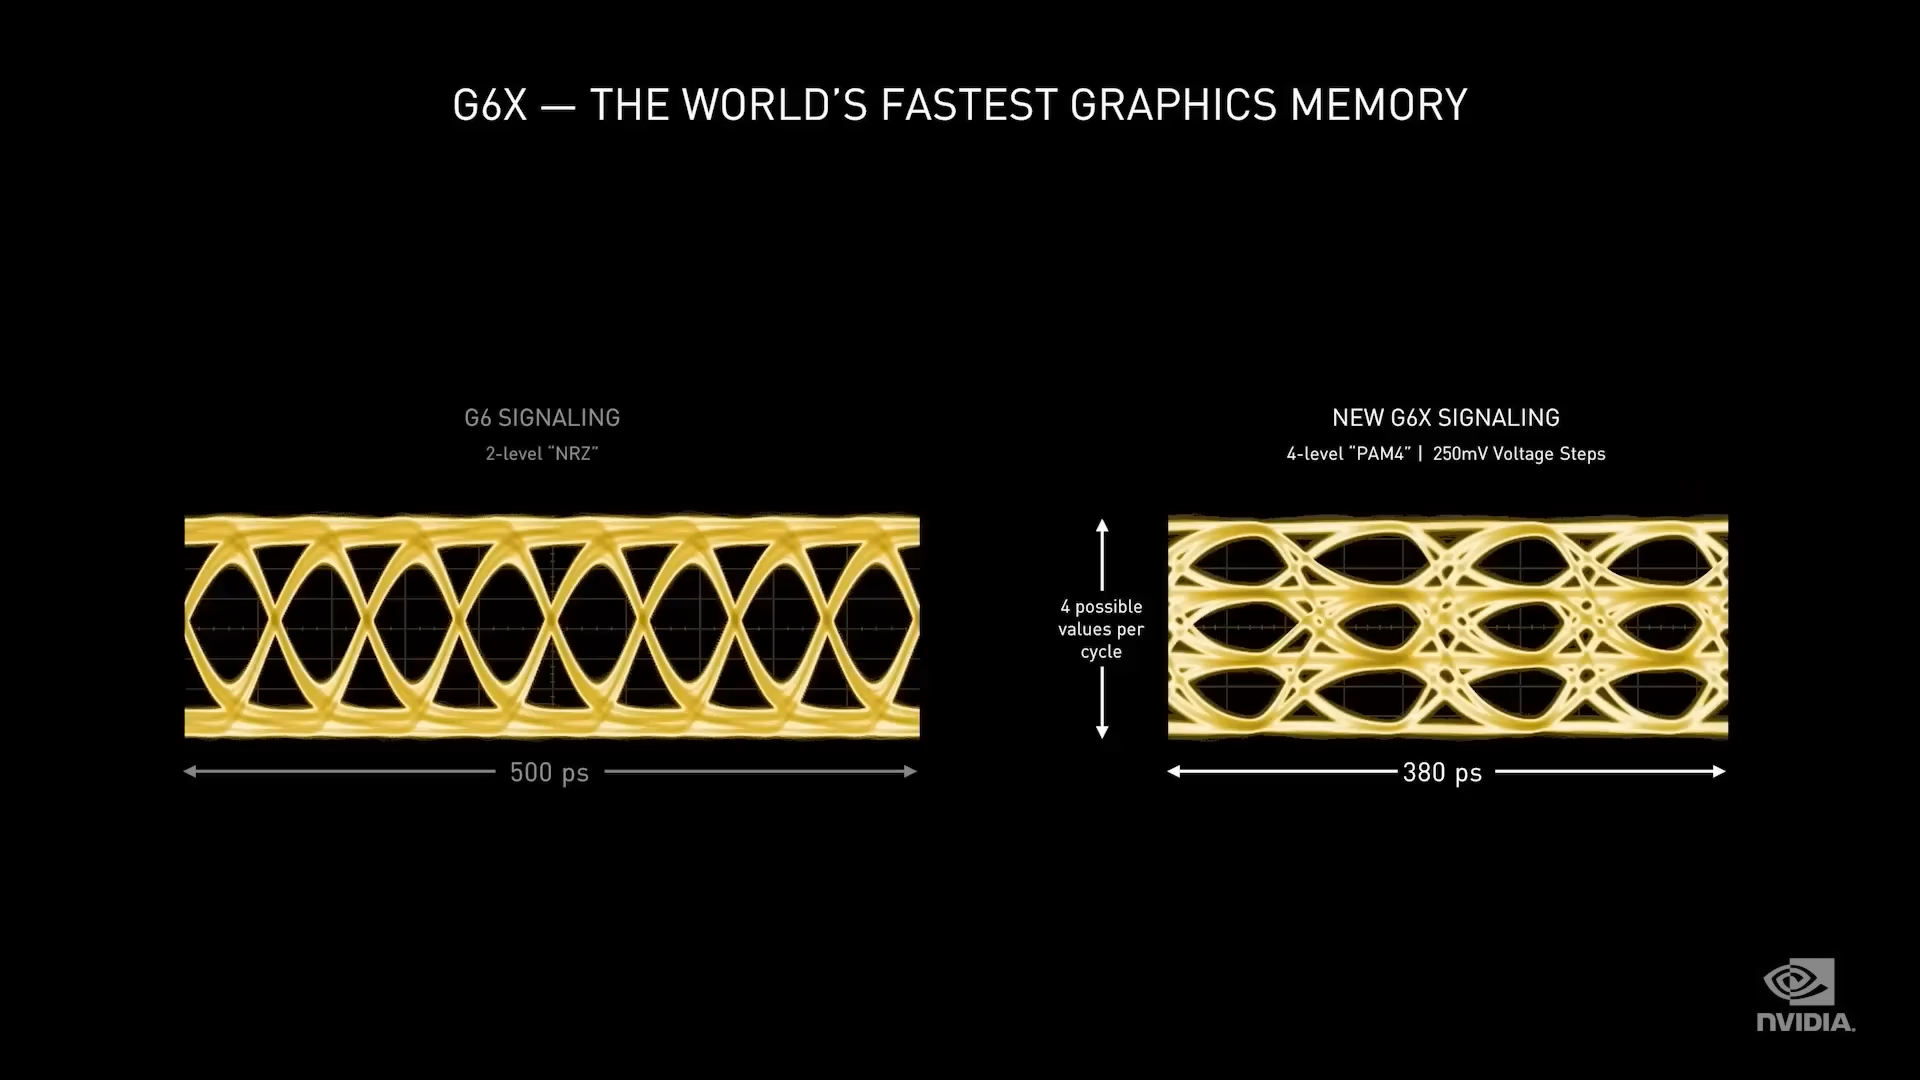 G6X — THE WORLD'S FASTEST GRAPHICS MEMORY
G6 SIGNALING
2-level “NRZ”
500 ps
NEW G6X SIGNALING
4-level “PAM4” | 250mV Voltage Steps
4 possible
values per
cycle
380 ps
NVIDIA.